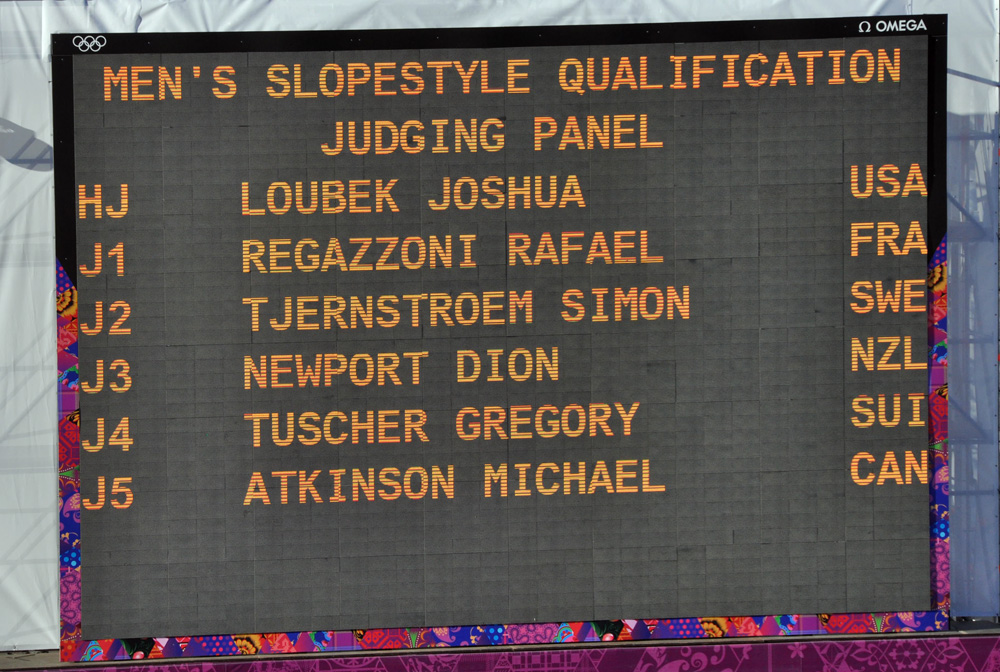 Ω OMEGA
MEN'S SLOPESTYLE QUALIFICATION
JUDGING PANEL
HJ LOUBEK JOSHUA USA
J1 REGAZZONI RAFAEL FRA
J2 TJERNSTROEM SIMON SWE
J3 NEWPORT DION NZL
J4 TUSCHER GREGORY SUI
J5 ATKINSON MICHAEL CAN